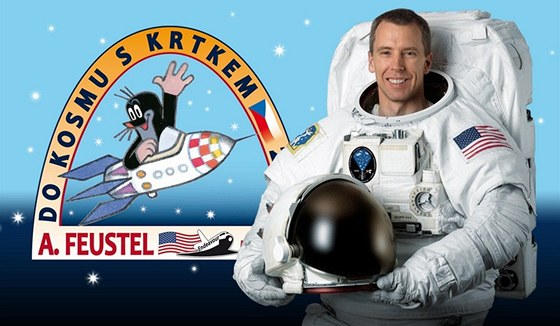 DO KOSMU S KRTKEM
A. FEUSTEL
Endeavour